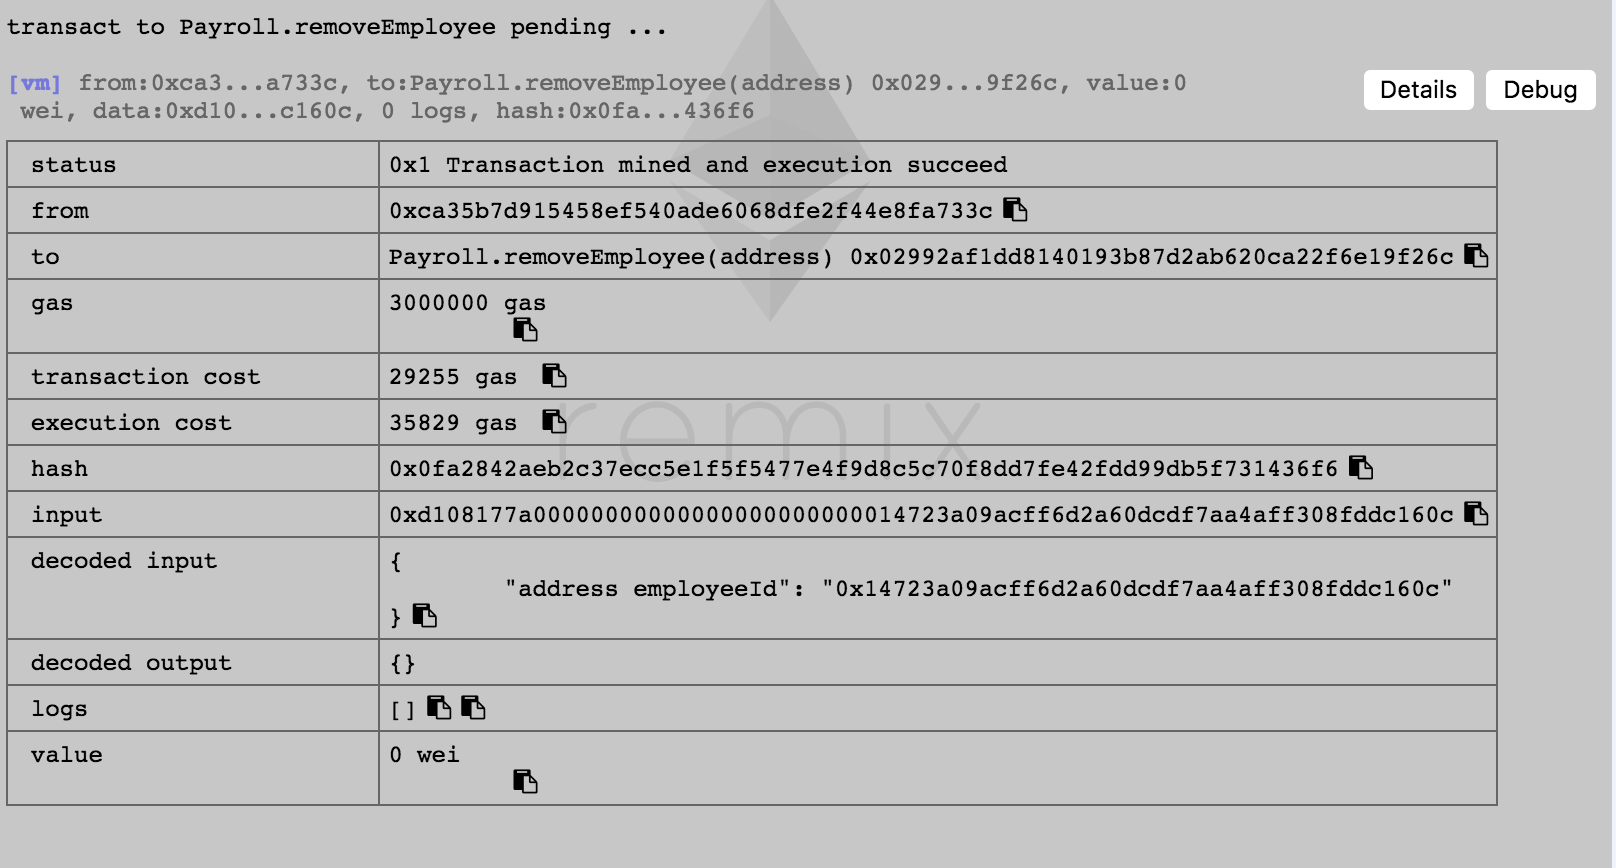 transact to Payroll.removeEmployee pending ...
[vm] from:0xca3...a733c, to:Payroll.removeEmployee(address) 0x029...9f26c, value:0
wei, data:0xd10...c160c, 0 logs, hash:0x0fa...436f6
Details Debug
status 0x1 Transaction mined and execution succeed
from 0xca35b7d915458ef540ade6068dfe2f44e8fa733c
to Payroll.removeEmployee(address) 0x02992af1dd8140193b87d2ab620ca22f6e19f26c
gas 3000000 gas
transaction cost 29255 gas
execution cost 35829 gas
remix
hash 0x0fa2842aeb2c37ecc5e1f5f5477e4f9d8c5c70f8dd7fe42fdd99db5f731436f6
input 0xd108177a00000000000000000000000014723a09acff6d2a60dcdf7aa4aff308fddc160c
decoded input {
"address employeeId": "0x14723a09acff6d2a60dcdf7aa4aff308fddc160c"
}
decoded output {}
logs []
value 0 wei